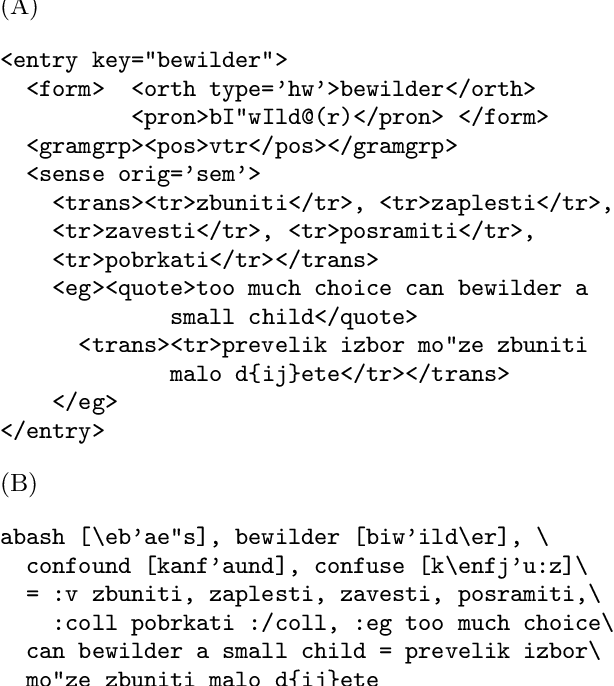 (A)
<entry key="bewilder">
<form> <orth type='hw'>bewilder</orth>
<pron>bI"wIld@(r)</pron> </form>
<gramgrp><pos>vtr</pos></gramgrp>
<sense orig='sem'>
<trans><tr>zbuniti</tr>, <tr>zaplesti</tr>,
<tr>zavesti</tr>, <tr>posramiti</tr>,
<tr>pobrkati</tr></trans>
<eg><quote>too much choice can bewilder a
small child</quote>
<trans><tr>prevelik izbor mo"ze zbuniti
malo d{ij}ete</tr></trans>
</eg>
</entry>
(B)
abash [\eb'ae"s], bewilder [biw'ild\er], \
confound [kanf'aund], confuse [k\enfj'u:z]\
= :v zbuniti, zaplesti, zavesti, posramiti,\
:coll pobrkati :/coll, :eg too much choice\
can bewilder a small child = prevelik izbor\
mo"ze zbuniti malo d{ij}ete